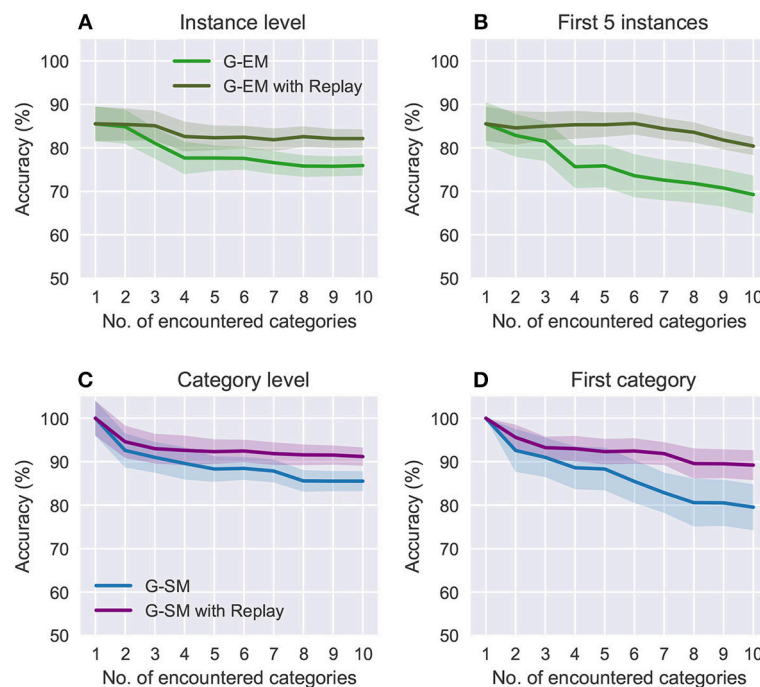 A Instance level
Accuracy (%)
100
90
80
70
60
50
G-EM
G-EM with Replay
1 2 3 4 5 6 7 8 9 10
No. of encountered categories
B First 5 instances
Accuracy (%)
100
90
80
70
60
50
1 2 3 4 5 6 7 8 9 10
No. of encountered categories
C Category level
Accuracy (%)
100
90
80
70
60
50
G-SM
G-SM with Replay
1 2 3 4 5 6 7 8 9 10
No. of encountered categories
D First category
Accuracy (%)
100
90
80
70
60
50
1 2 3 4 5 6 7 8 9 10
No. of encountered categories